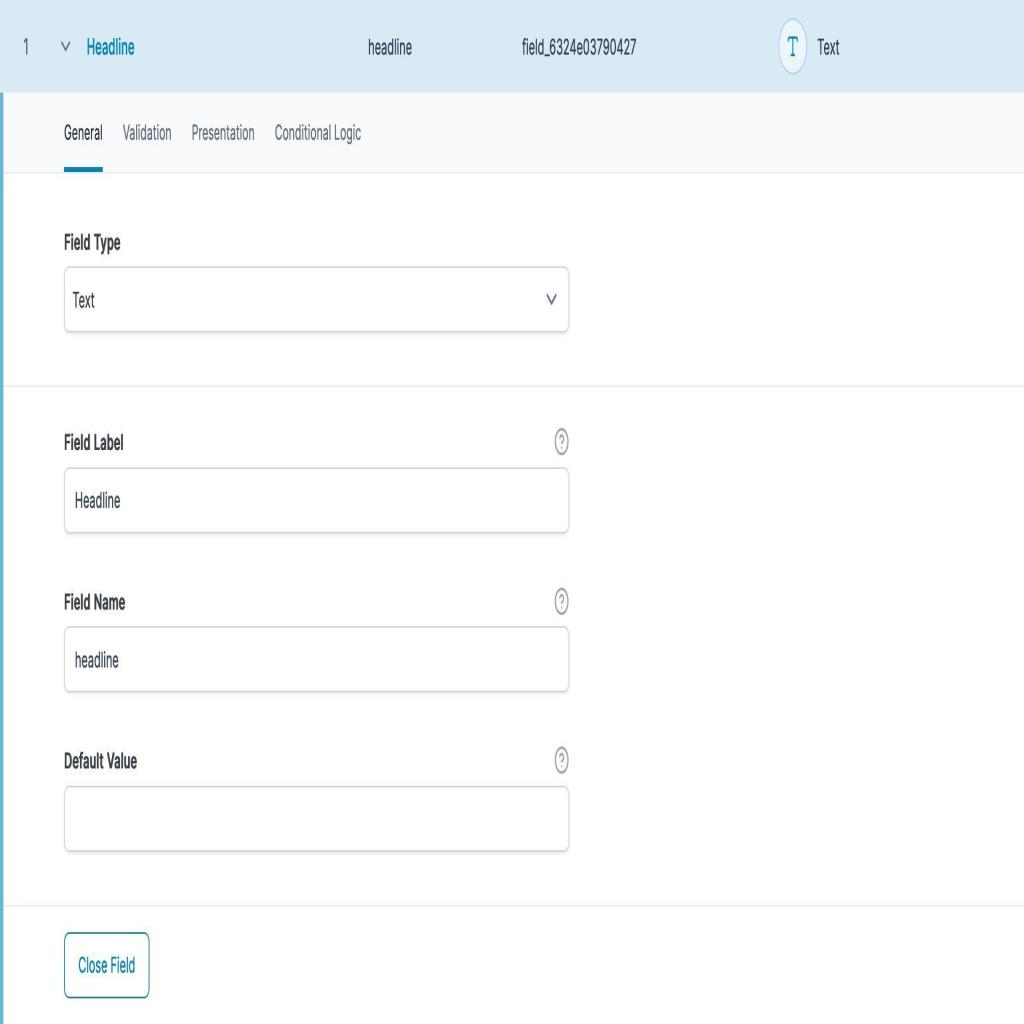 1 Headline headline field_6324e03790427 T Text
General Validation Presentation Conditional Logic
Field Type
Text
Field Label ?
Headline
Field Name ?
headline
Default Value ?
Close Field